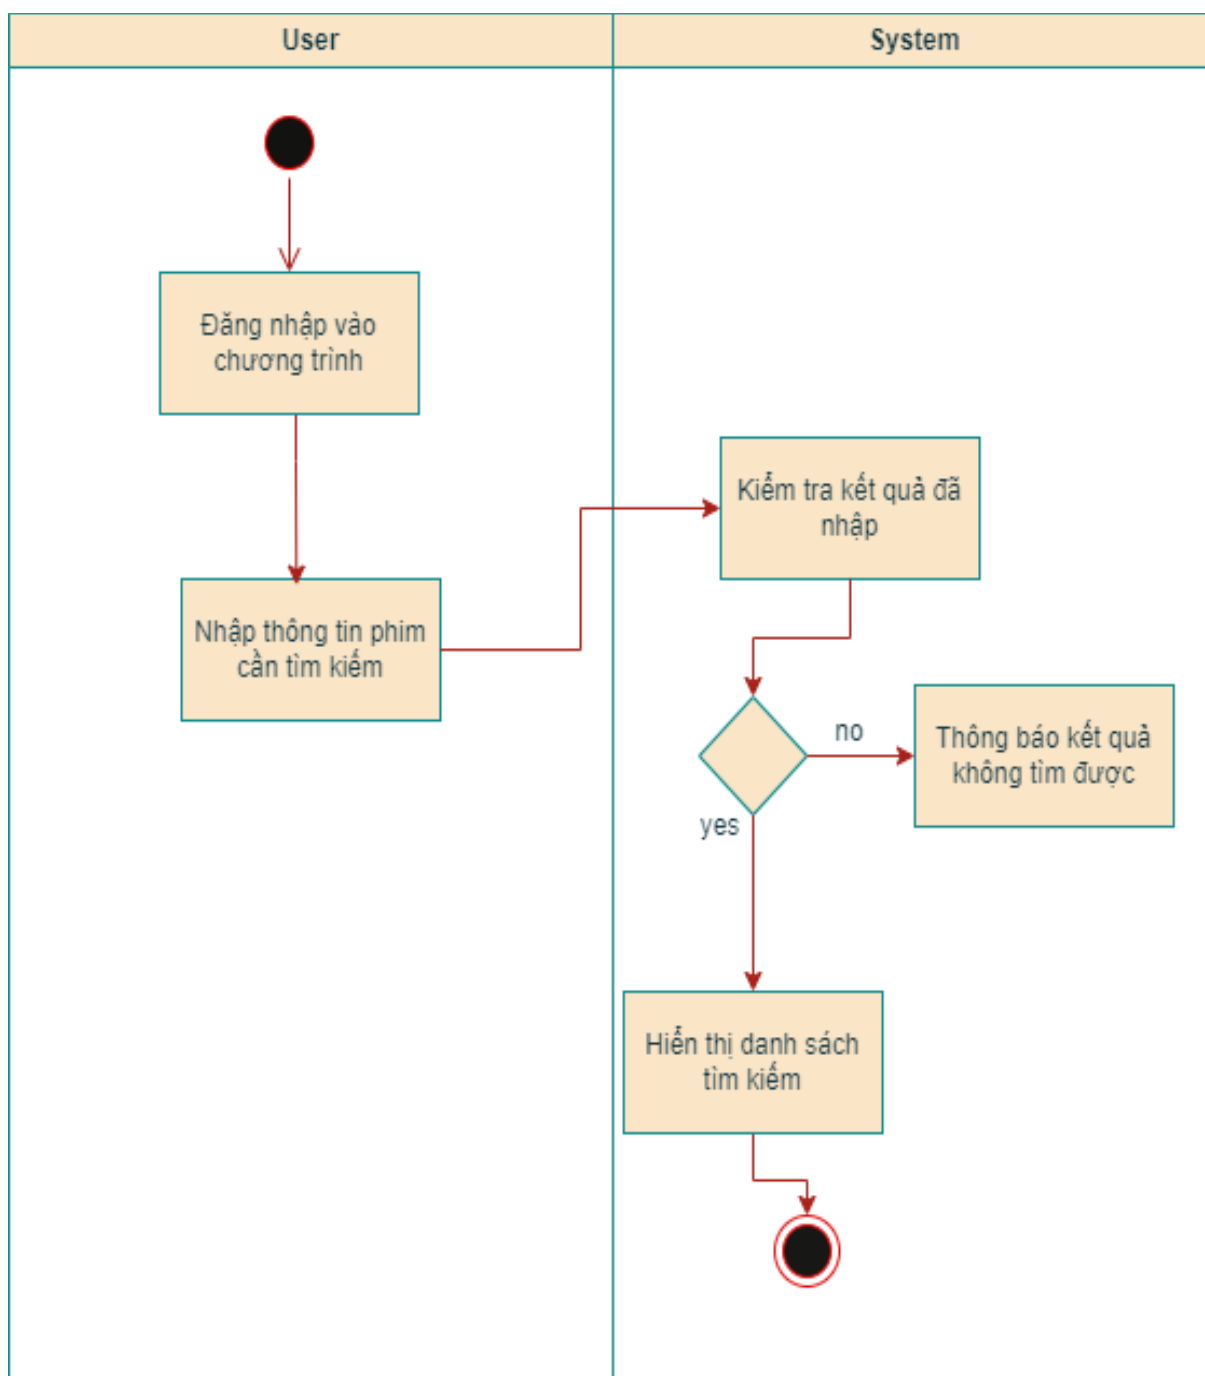 User
System
Đăng nhập vào
chương trình
Kiểm tra kết quả đã
nhập
Nhập thông tin phim
cần tìm kiếm
no
Thông báo kết quả
không tìm được
yes
Hiển thị danh sách
tìm kiếm